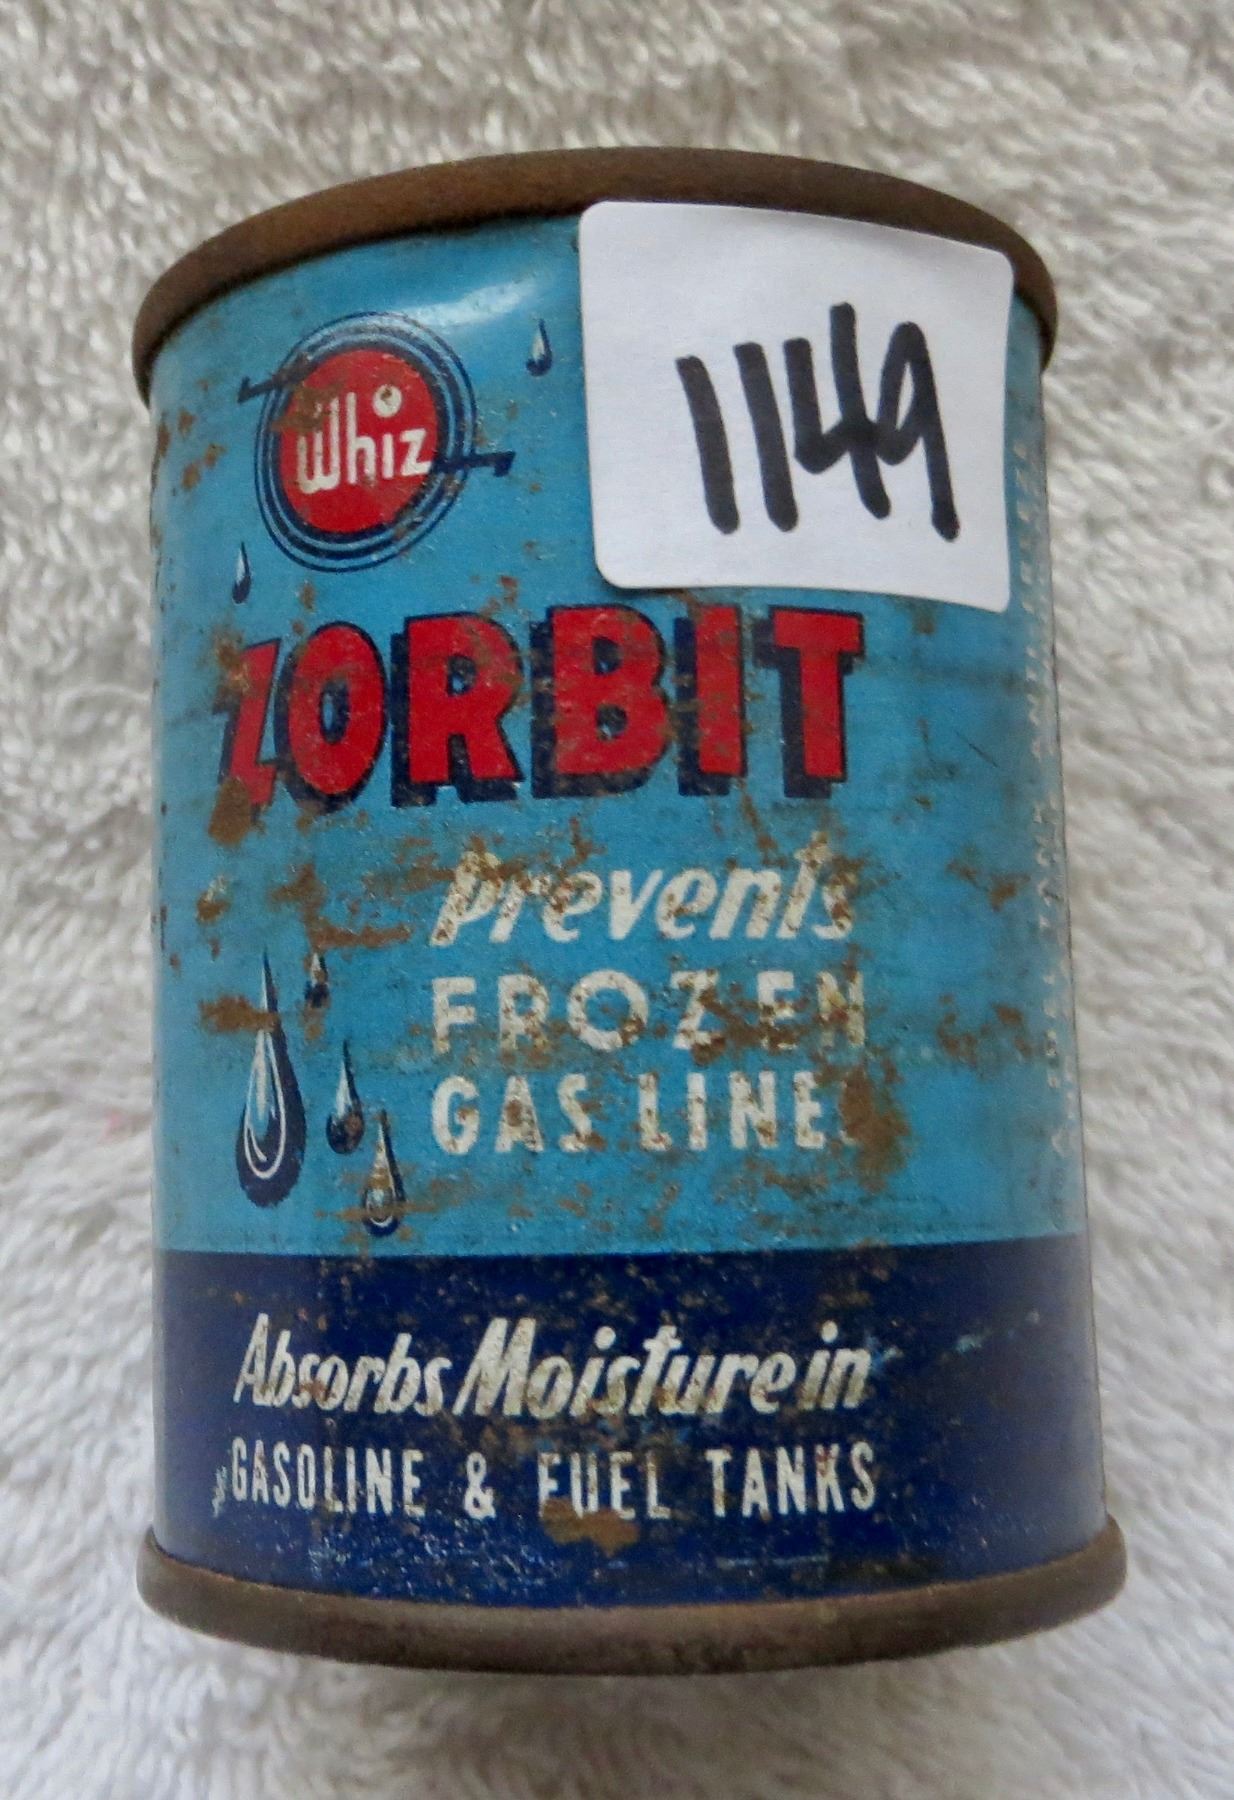 1149
Whiz
ZORBIT
Prevents
FROZEN
GAS LINES
Absorbs Moisture in
GASOLINE & FUEL TANKS